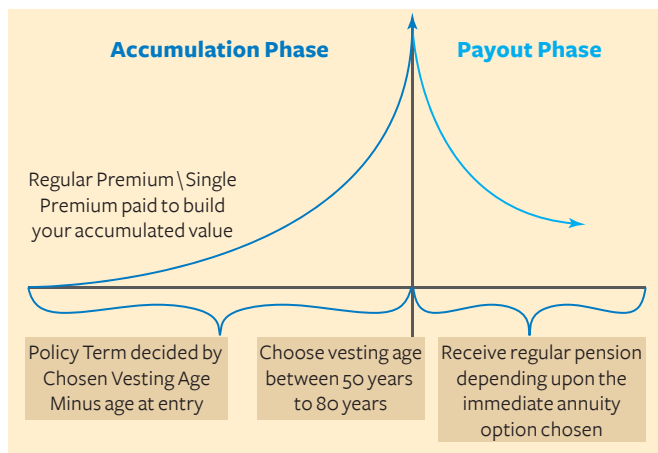 Accumulation Phase
Payout Phase
Regular Premium\Single
Premium paid to build
your accumulated value
Policy Term decided by
Chosen Vesting Age
Minus age at entry
Choose vesting age
between 50 years
to 80 years
Receive regular pension
depending upon the
immediate annuity
option chosen